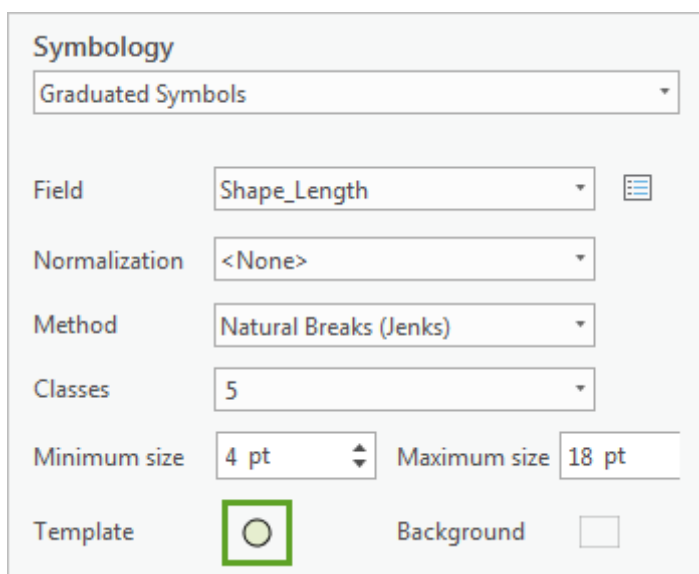 Symbology
Graduated Symbols
Field Shape_Length
Normalization <None>
Method Natural Breaks (Jenks)
Classes 5
Minimum size 4 pt Maximum size 18 pt
Template Background